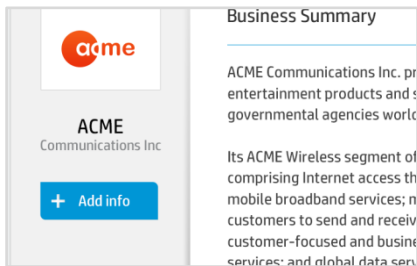 acme
ACME
Communications Inc
+ Add info
Business Summary
ACME Communications Inc. pr
entertainment products and s
governmental agencies world
Its ACME Wireless segment of
comprising Internet access th
mobile broadband services; m
customers to send and receiv
customer-focused and busine
services; and global data serv